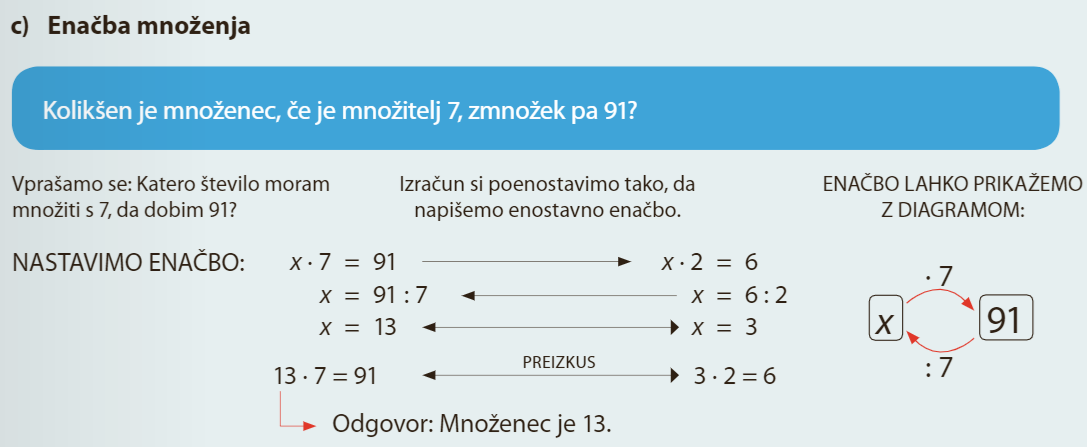 c) Enačba množenja
Kolikšen je množenec, če je množitelj 7, zmnožek pa 91?
Vprašamo se: Katero število moram
množiti s 7, da dobim 91?
Izračun si poenostavimo tako, da
napišemo enostavno enačbo.
ENAČBO LAHKO PRIKAŽEMO
Z DIAGRAMOM:
NASTAVIMO ENAČBO:
x · 7 = 91
x · 2 = 6
x = 91 : 7
x = 6 : 2
x = 13
x = 3
13 · 7 = 91
PREIZKUS
3 · 2 = 6
Odgovor: Množenec je 13.
· 7
x
91
: 7